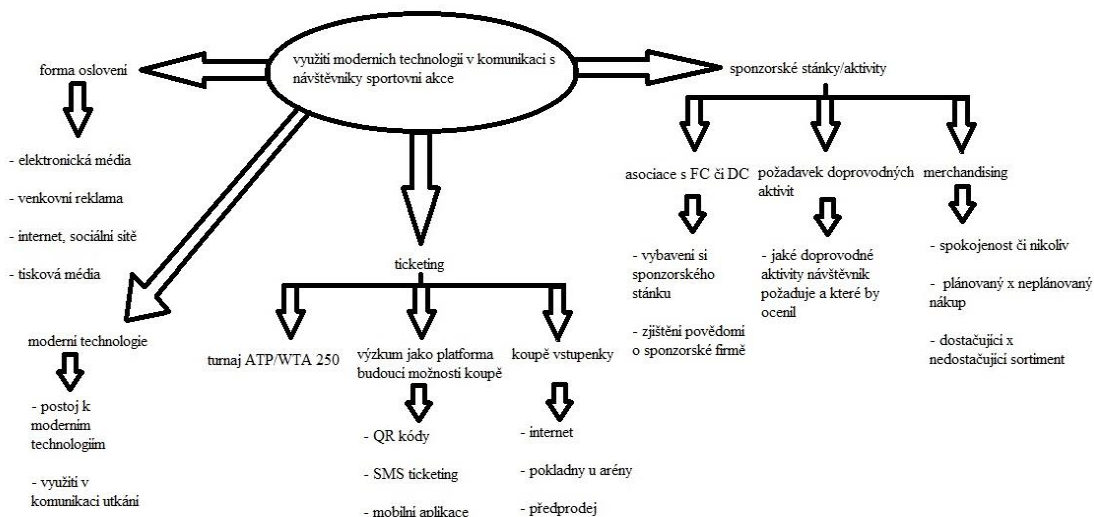 využití moderních technologií v komunikaci s
návštěvníky sportovní akce
forma oslovení
- elektronická média
- venkovní reklama
- internet, sociální sítě
- tisková média
moderní technologie
- postoj k
moderním
technologiím
- využití v
komunikaci utkání
ticketing
turnaj ATP/WTA 250
výzkum jako platforma
budoucí možnosti koupě
- QR kódy
- SMS ticketing
- mobilní aplikace
koupě vstupenky
- internet
- pokladny u arény
- předprodej
sponzorské stánky/aktivity
asociace s FC či DC
- vybavení si
sponzorského
stánku
- zjištění povědomí
o sponzorské firmě
požadavek doprovodných
aktivit
- jaké doprovodné
aktivity návštěvník
požaduje a které by
ocenil
merchandising
- spokojenost či nikoliv
- plánovaný x neplánovaný
nákup
- dostačující x
nedostačující sortiment